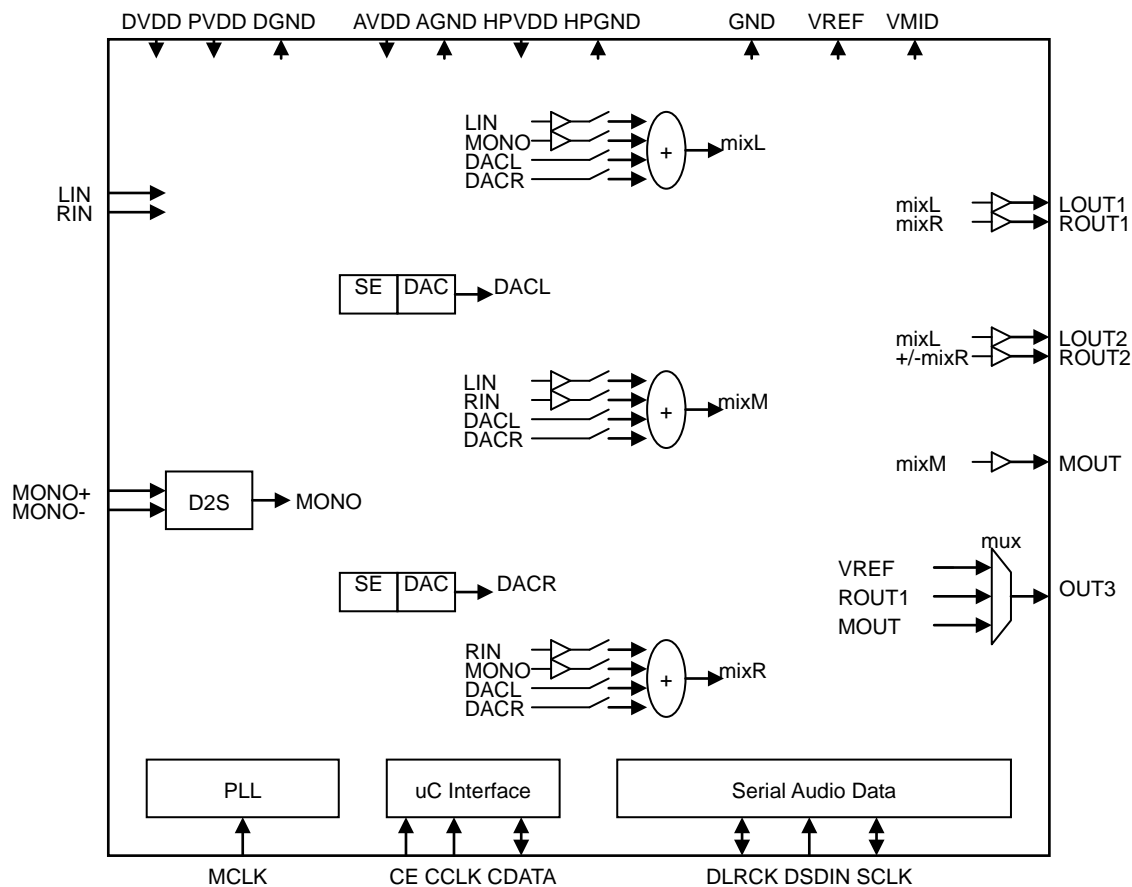 DVDD PVDD DGND AVDD AGND HPVDD HPGND GND VREF VMID
LIN
MONO
DACL
DACR
+
mixL
LIN
RIN
mixL
mixR
LOUT1
ROUT1
SE DAC DACL
mixL
+/-mixR
LOUT2
ROUT2
LIN
RIN
DACL
DACR
+
mixM
mixM
MOUT
MONO+
MONO-
D2S
MONO
mux
VREF
ROUT1
MOUT
OUT3
SE DAC DACR
RIN
MONO
DACL
DACR
+
mixR
PLL
uC Interface
Serial Audio Data
MCLK CE CCLK CDATA DLRCK DSDIN SCLK